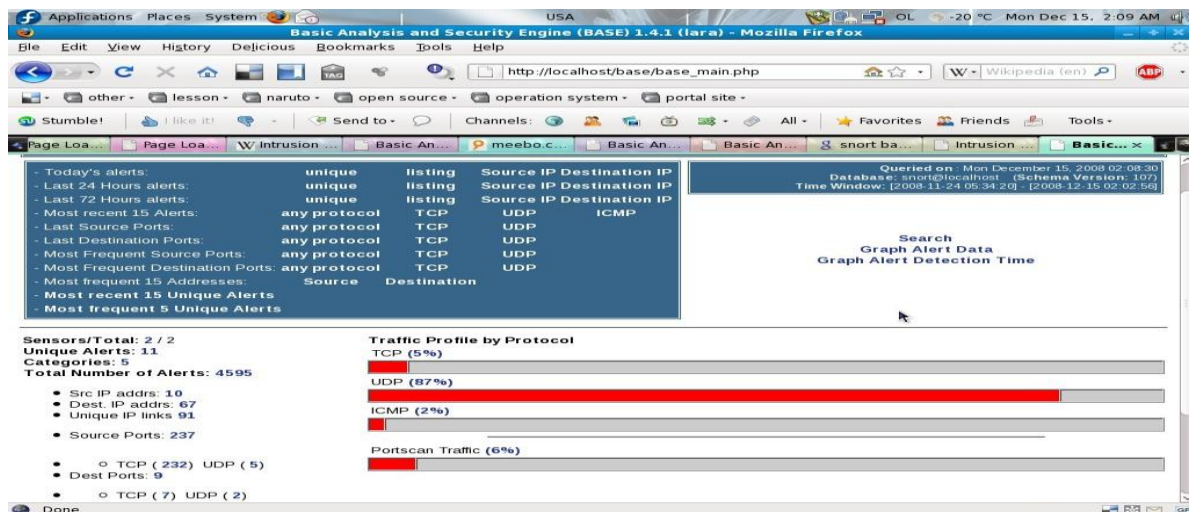 Applications Places System USA OL -20 °C Mon Dec 15, 2:09 AM
Basic Analysis and Security Engine (BASE) 1.4.1 (lara) - Mozilla Firefox
File Edit View History Delicious Bookmarks Tools Help
TAG http://localhost/base/base_main.php W Wikipedia (en) ABP
other lesson naruto open source operation system portal site
Stumble! I like it! Send to Channels: All Favorites Friends Tools
Page Loa... Page Loa... W Intrusion ... Basic An... meebo.c... Basic An... Basic An... snort ba... Intrusion ... Basic...
- Today's alerts: unique listing Source IP Destination IP
- Last 24 Hours alerts: unique listing Source IP Destination IP
- Last 72 Hours alerts: unique listing Source IP Destination IP
- Most recent 15 Alerts: any protocol TCP UDP ICMP
- Last Source Ports: any protocol TCP UDP
- Last Destination Ports: any protocol TCP UDP
- Most Frequent Source Ports: any protocol TCP UDP
- Most Frequent Destination Ports: any protocol TCP UDP
- Most frequent 15 Addresses: Source Destination
- Most recent 15 Unique Alerts
- Most frequent 5 Unique Alerts
Queried on : Mon December 15, 2008 02:08:30
Database: snort@localhost (Schema Version: 107)
Time Window: [2008-11-24 05:34:20] - [2008-12-15 02:02:56]
Search
Graph Alert Data
Graph Alert Detection Time
Sensors/Total: 2 / 2
Unique Alerts: 11
Categories: 5
Total Number of Alerts: 4595
Src IP addrs: 10
Dest. IP addrs: 67
Unique IP links 91
Source Ports: 237
TCP ( 232) UDP ( 5)
Dest Ports: 9
TCP ( 7) UDP ( 2)
Traffic Profile by Protocol
TCP (5%)
UDP (87%)
ICMP (2%)
Portscan Traffic (6%)
Done